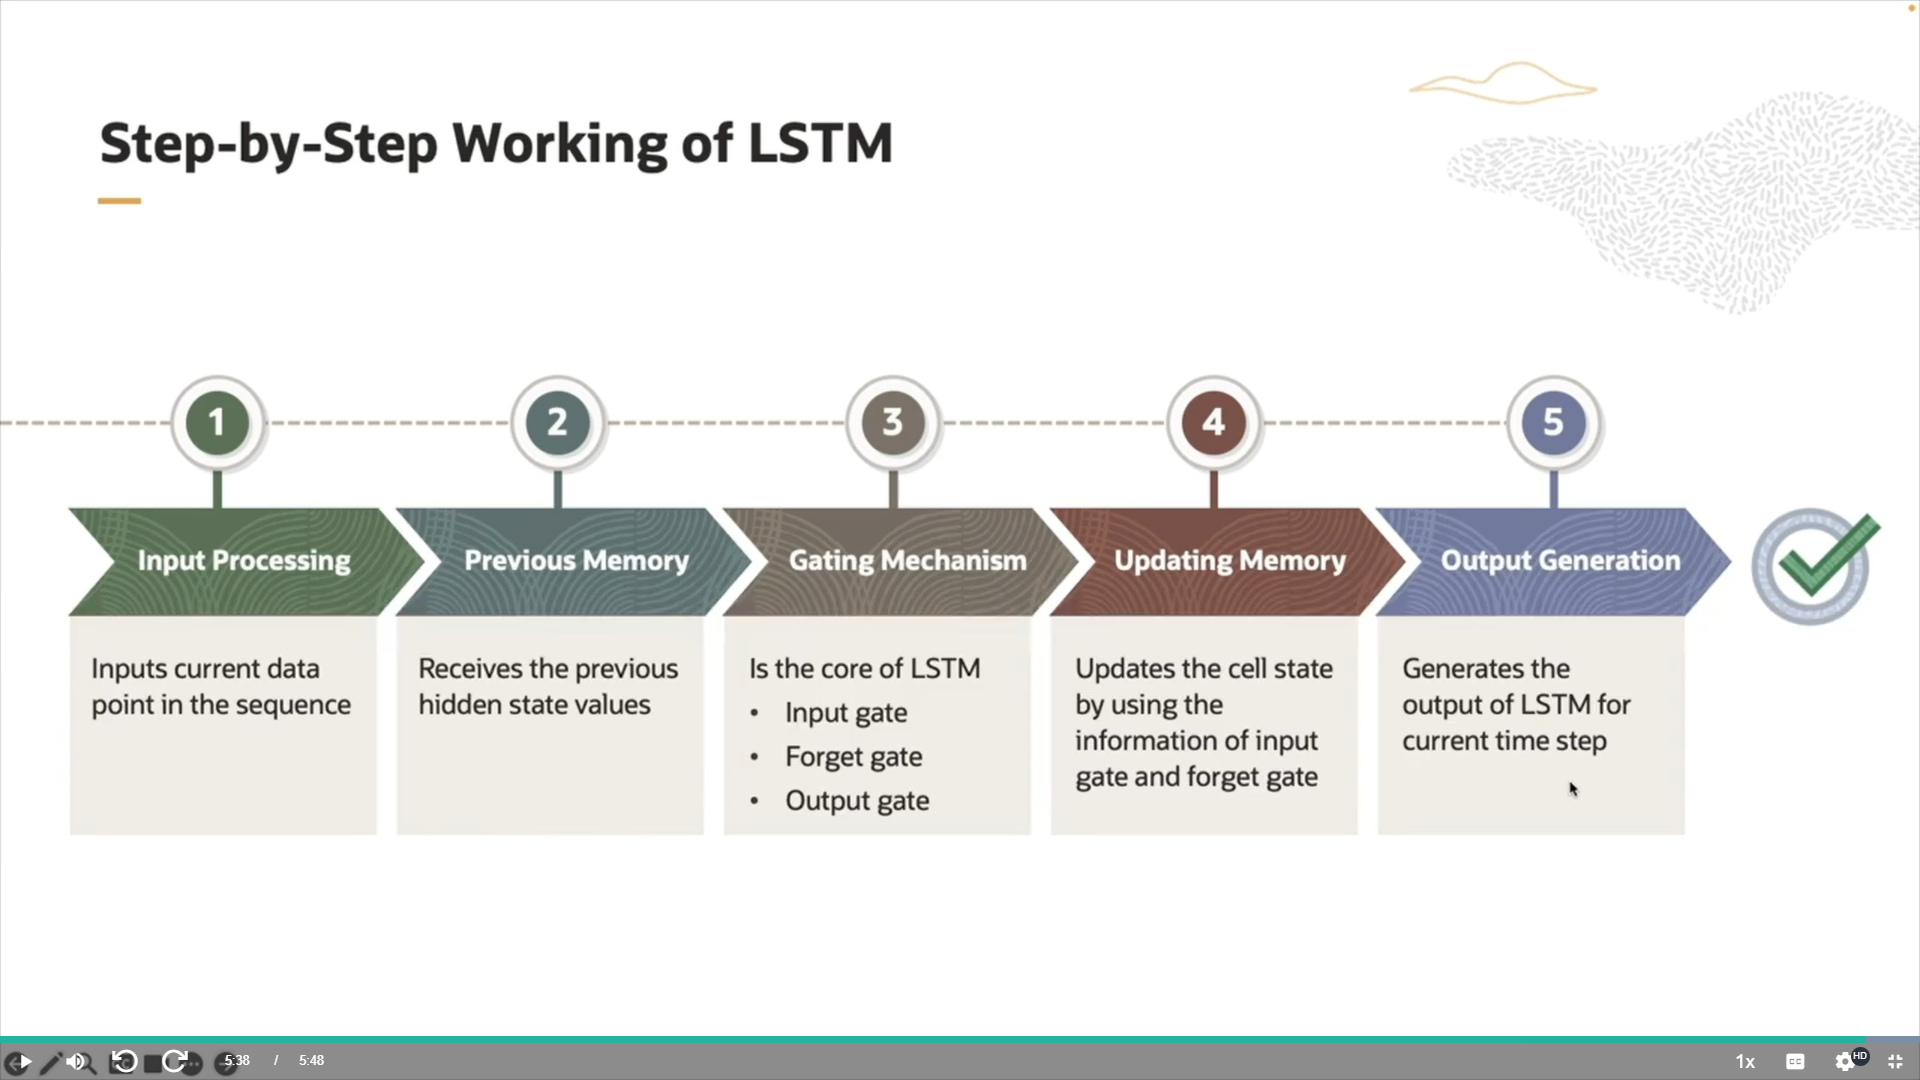 Step-by-Step Working of LSTM
1
2
3
4
5
Input Processing
Previous Memory
Gating Mechanism
Updating Memory
Output Generation
Inputs current data
point in the sequence
Receives the previous
hidden state values
Is the core of LSTM
• Input gate
• Forget gate
• Output gate
Updates the cell state
by using the
information of input
gate and forget gate
Generates the
output of LSTM for
current time step
5:38 / 5:48
1x
CC
HD